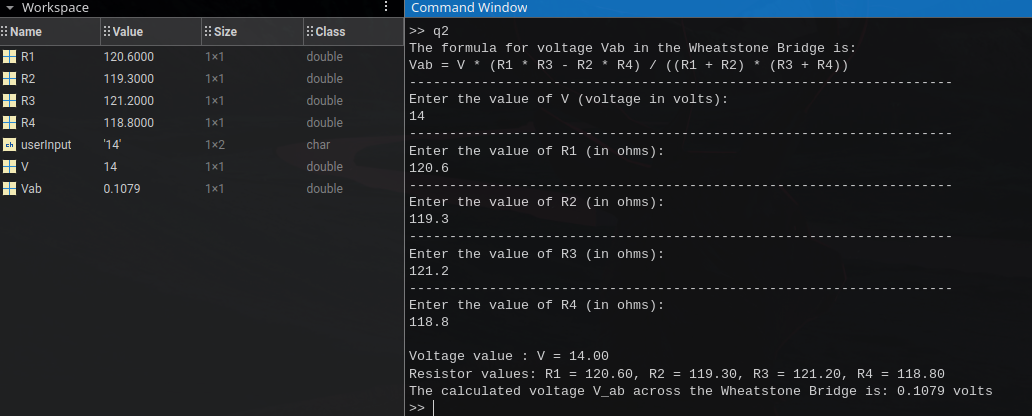 Workspace
Name Value Size Class
R1 120.6000 1×1 double
R2 119.3000 1×1 double
R3 121.2000 1×1 double
R4 118.8000 1×1 double
ch userInput '14' 1×2 char
V 14 1×1 double
Vab 0.1079 1×1 double
Command Window
>> q2
The formula for voltage Vab in the Wheatstone Bridge is:
Vab = V * (R1 * R3 - R2 * R4) / ((R1 + R2) * (R3 + R4))
--------------------------------------------------------------------
Enter the value of V (voltage in volts):
14
--------------------------------------------------------------------
Enter the value of R1 (in ohms):
120.6
--------------------------------------------------------------------
Enter the value of R2 (in ohms):
119.3
--------------------------------------------------------------------
Enter the value of R3 (in ohms):
121.2
--------------------------------------------------------------------
Enter the value of R4 (in ohms):
118.8
Voltage value : V = 14.00
Resistor values: R1 = 120.60, R2 = 119.30, R3 = 121.20, R4 = 118.80
The calculated voltage V_ab across the Wheatstone Bridge is: 0.1079 volts
>>